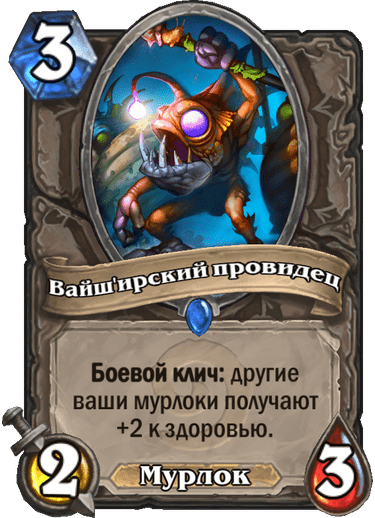 3
Вайш'ирский провидец
Боевой клич: другие
ваши мурлоки получают
+2 к здоровью.
2
Мурлок
3